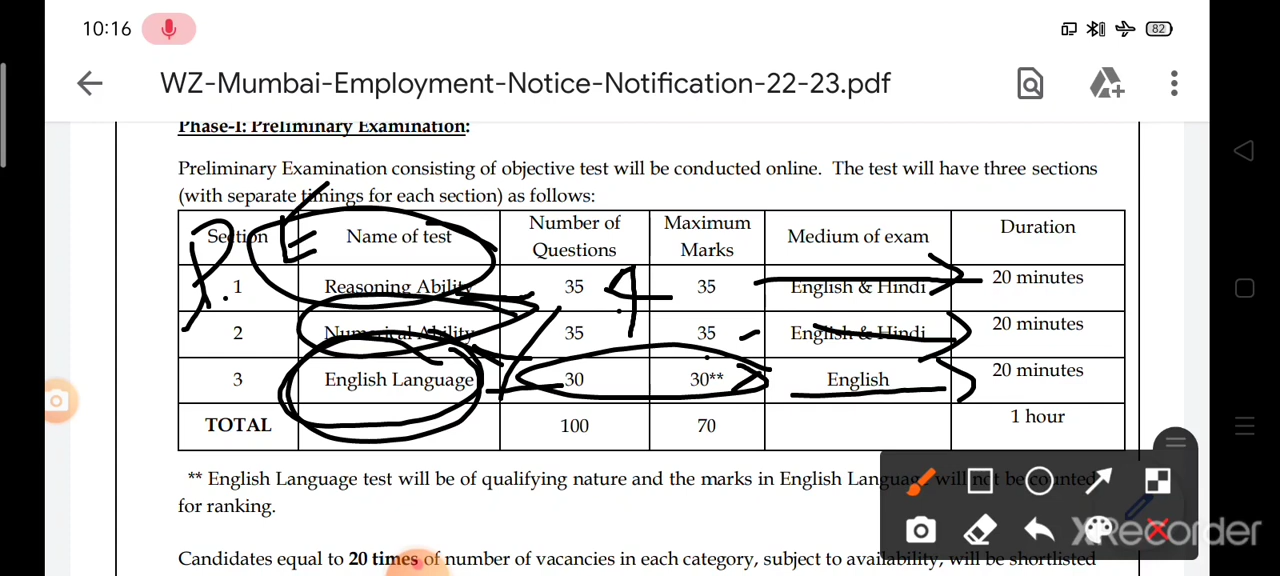 10:16
82
WZ-Mumbai-Employment-Notice-Notification-22-23.pdf
Phase-I: Preliminary Examination:
Preliminary Examination consisting of objective test will be conducted online. The test will have three sections
(with separate timings for each section) as follows:
Section Name of test Number of Questions Maximum Marks Medium of exam Duration
1 Reasoning Ability 35 35 English & Hindi 20 minutes
2 Numerical Ability 35 35 English & Hindi 20 minutes
3 English Language 30 30** English 20 minutes
TOTAL 100 70 1 hour
** English Language test will be of qualifying nature and the marks in English Language will not be counted
for ranking.
XRecorder
Candidates equal to 20 times of number of vacancies in each category, subject to availability, will be shortlisted